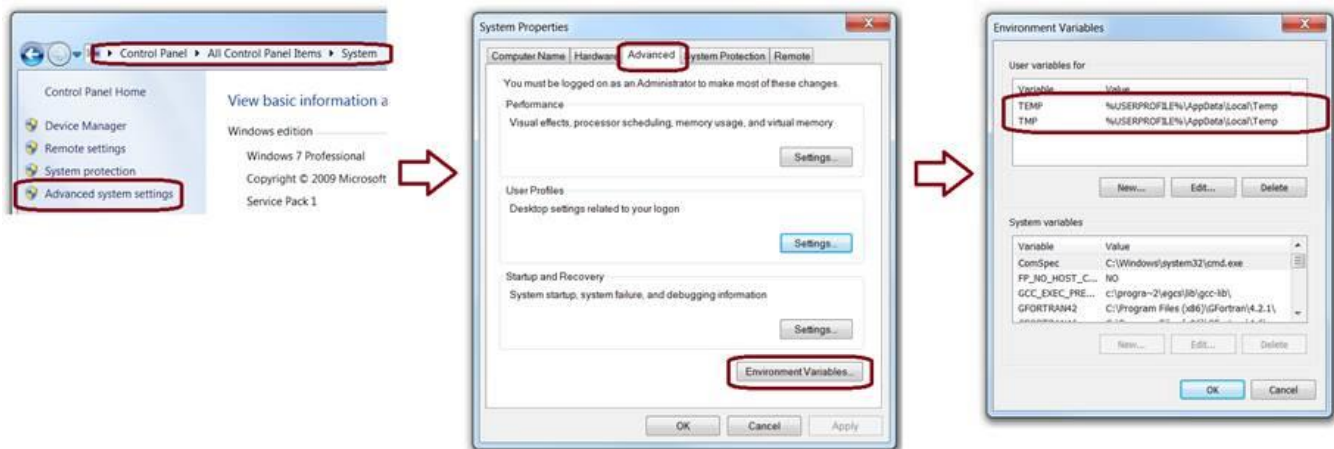 Control Panel ▸ All Control Panel Items ▸ System
Control Panel Home
Device Manager
Remote settings
System protection
Advanced system settings
View basic information a
Windows edition
Windows 7 Professional
Copyright © 2009 Microsoft
Service Pack 1
System Properties
Computer Name
Hardware
Advanced
System Protection
Remote
You must be logged on as an Administrator to make most of these changes.
Performance
Visual effects, processor scheduling, memory usage, and virtual memory
Settings...
User Profiles
Desktop settings related to your logon
Settings...
Startup and Recovery
System startup, system failure, and debugging information
Settings...
Environment Variables...
OK
Cancel
Apply
Environment Variables
User variables for
Variable Value
TEMP %USERPROFILE%\AppData\Local\Temp
TMP %USERPROFILE%\AppData\Local\Temp
New...
Edit...
Delete
System variables
Variable Value
ComSpec C:\Windows\system32\cmd.exe
FP_NO_HOST_C... NO
GCC_EXEC_PRE... c:\progra~2\egcs\lib\gcc-lib\
GFORTRAN42 C:\Program Files (x86)\GFortran\4.2.1\
New...
Edit...
Delete
OK
Cancel